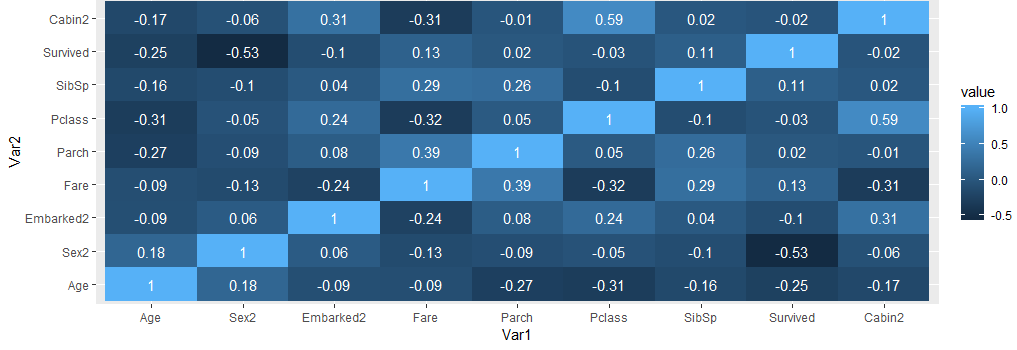 Cabin2 -0.17 -0.06 0.31 -0.31 -0.01 0.59 0.02 -0.02 1
Survived -0.25 -0.53 -0.1 0.13 0.02 -0.03 0.11 1 -0.02
SibSp -0.16 -0.1 0.04 0.29 0.26 -0.1 1 0.11 0.02
Pclass -0.31 -0.05 0.24 -0.32 0.05 1 -0.1 -0.03 0.59
Parch -0.27 -0.09 0.08 0.39 1 0.05 0.26 0.02 -0.01
Fare -0.09 -0.13 -0.24 1 0.39 -0.32 0.29 0.13 -0.31
Embarked2 -0.09 0.06 1 -0.24 0.08 0.24 0.04 -0.1 0.31
Sex2 0.18 1 0.06 -0.13 -0.09 -0.05 -0.1 -0.53 -0.06
Age 1 0.18 -0.09 -0.09 -0.27 -0.31 -0.16 -0.25 -0.17
Age Sex2 Embarked2 Fare Parch Pclass SibSp Survived Cabin2
Var1
Var2
value
1.0
0.5
0.0
-0.5